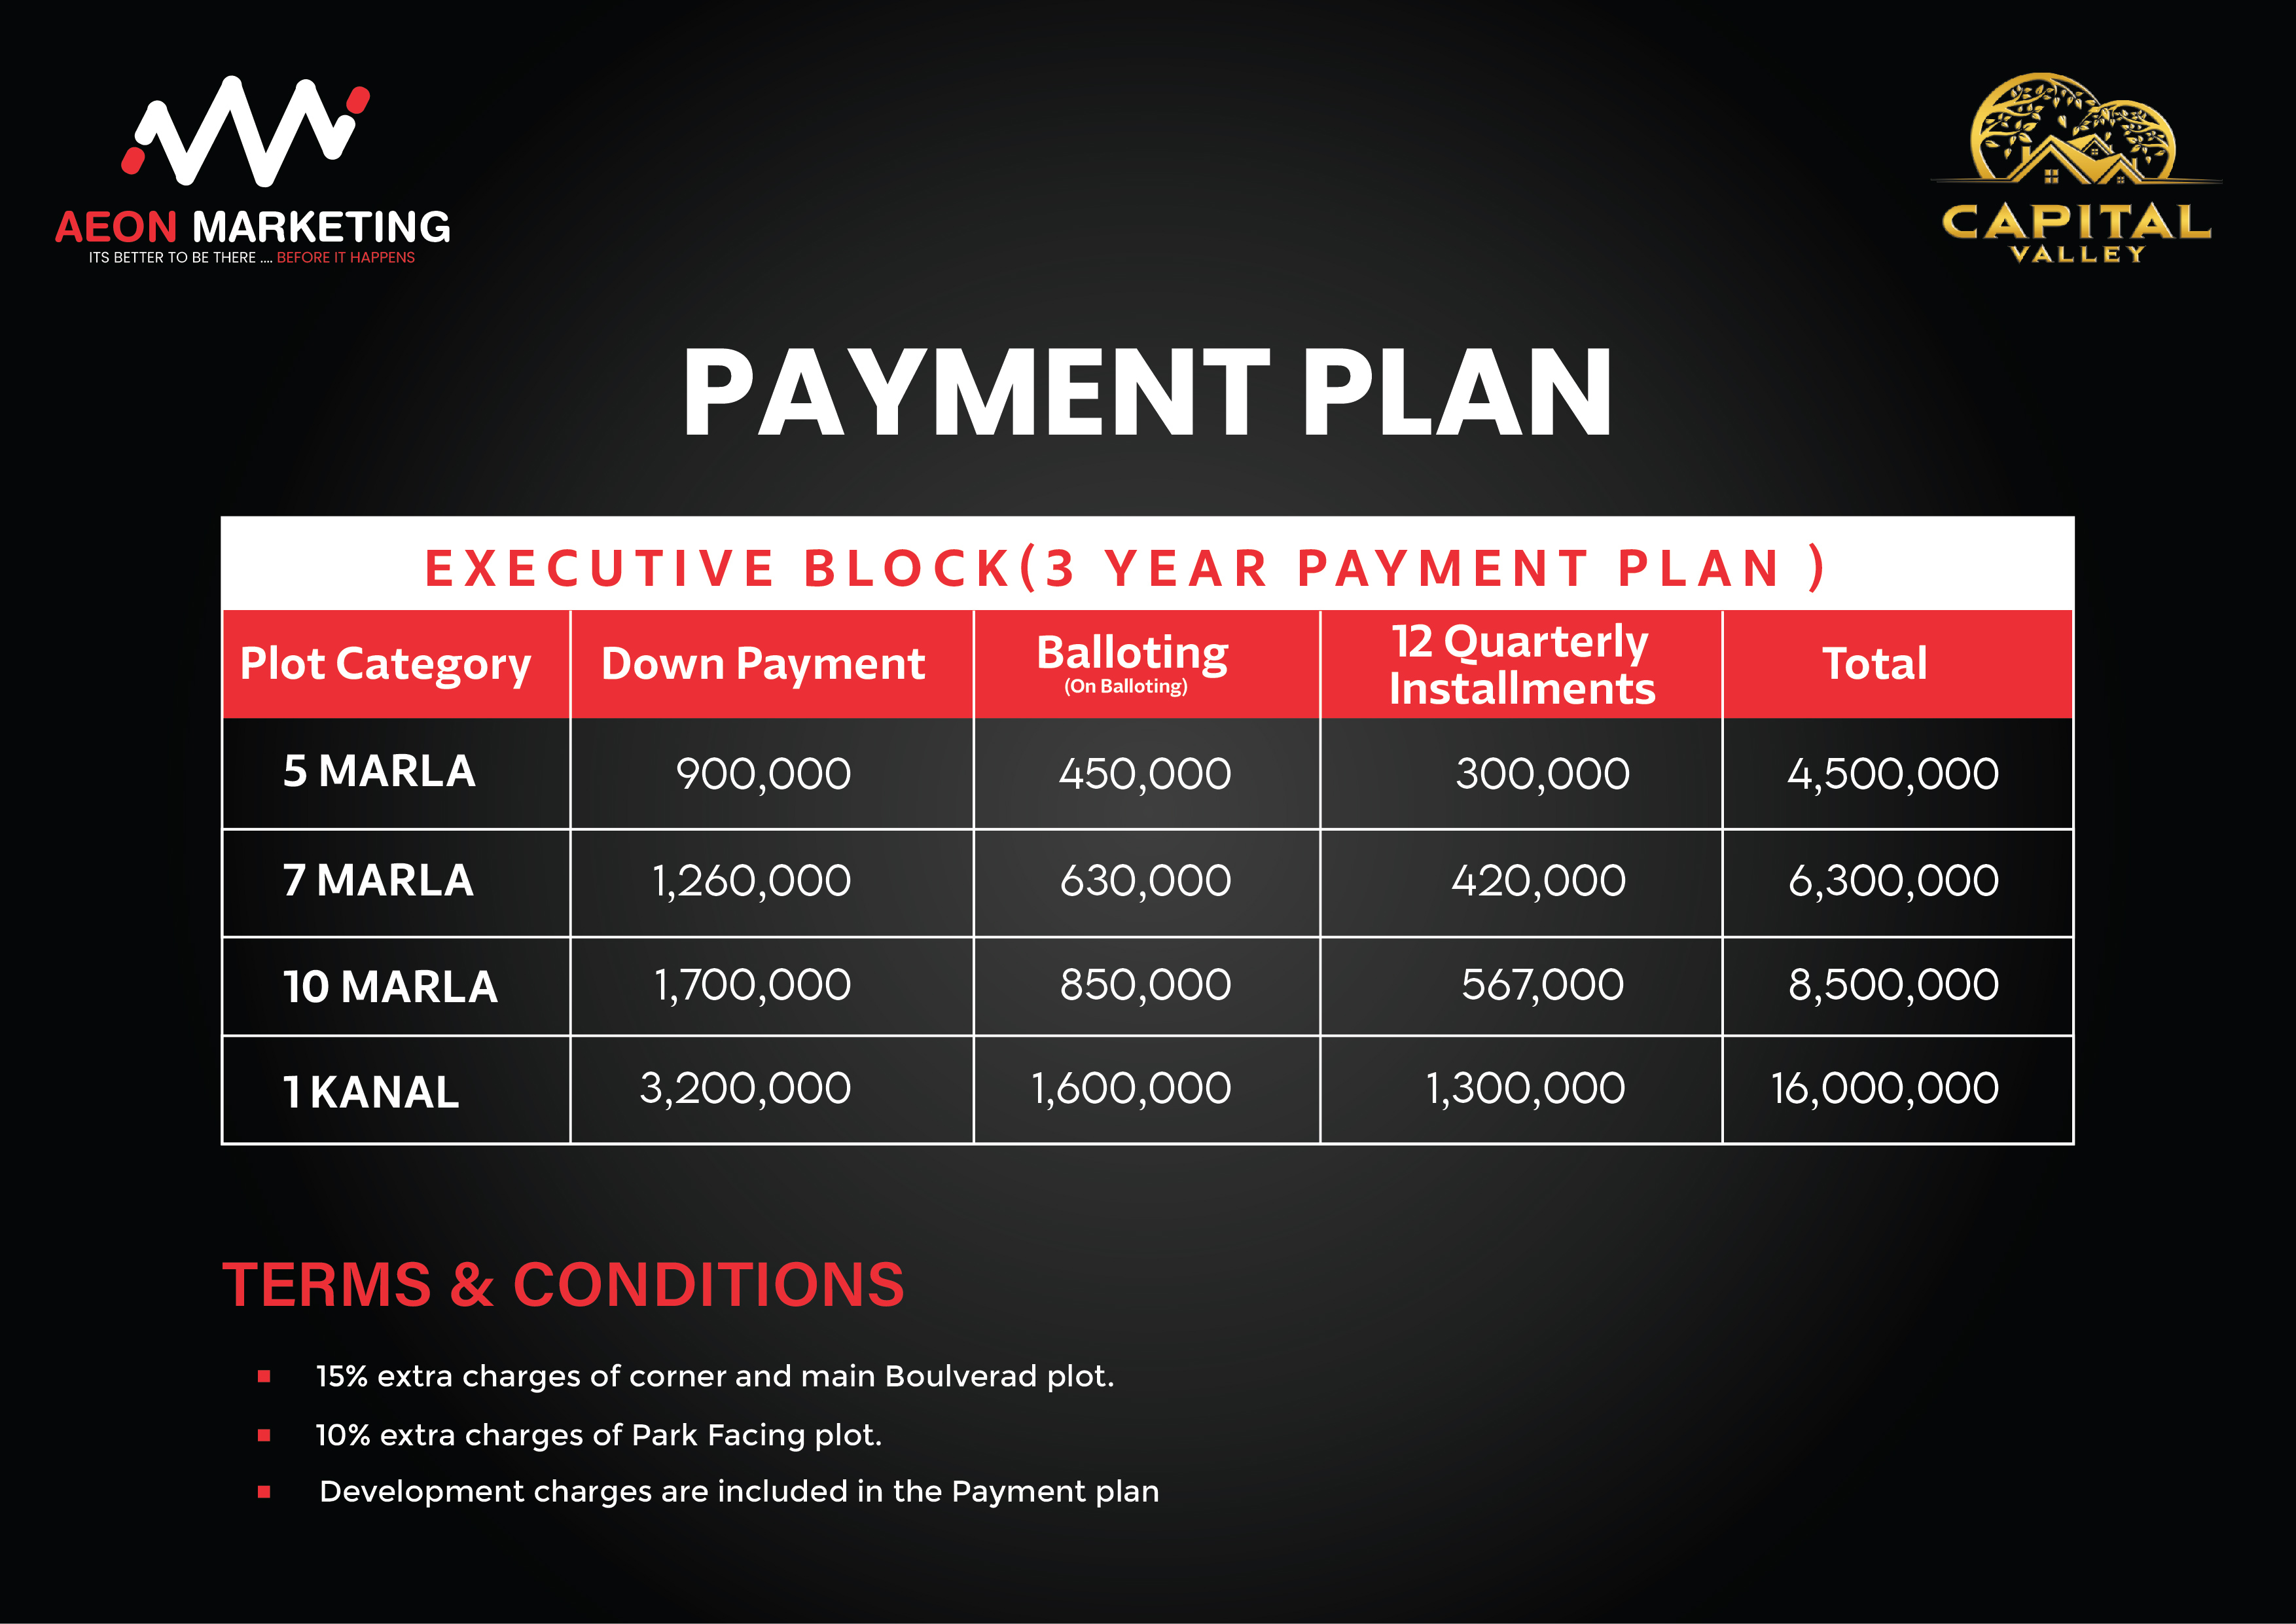 AEON MARKETING
ITS BETTER TO BE THERE .... BEFORE IT HAPPENS
CAPITAL
VALLEY
PAYMENT PLAN
EXECUTIVE BLOCK(3 YEAR PAYMENT PLAN )
Plot Category Down Payment Balloting (On Balloting) 12 Quarterly Installments Total
5 MARLA 900,000 450,000 300,000 4,500,000
7 MARLA 1,260,000 630,000 420,000 6,300,000
10 MARLA 1,700,000 850,000 567,000 8,500,000
1 KANAL 3,200,000 1,600,000 1,300,000 16,000,000
TERMS & CONDITIONS
15% extra charges of corner and main Boulverad plot.
10% extra charges of Park Facing plot.
Development charges are included in the Payment plan